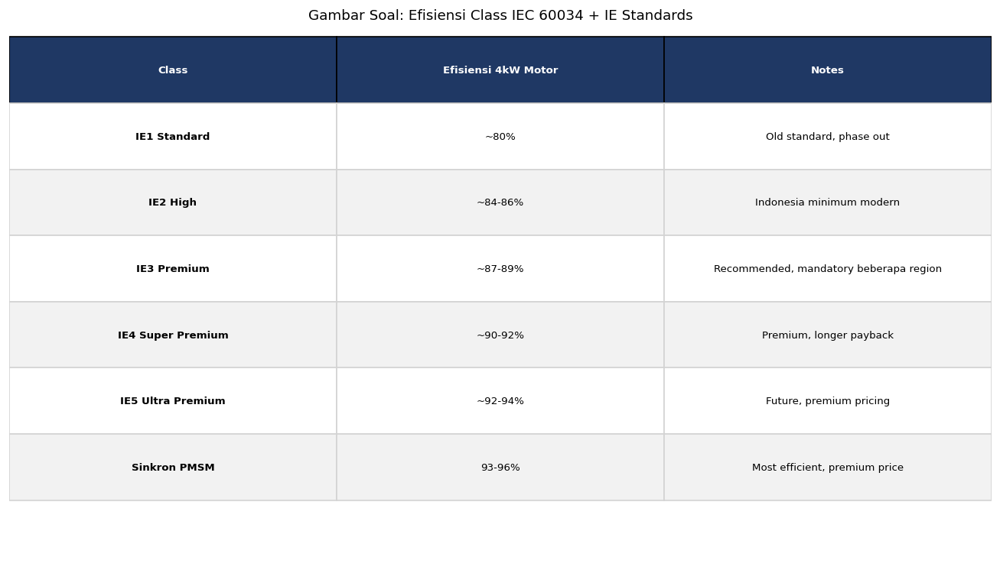 Gambar Soal: Efisiensi Class IEC 60034 + IE Standards
Class Efisiensi 4kW Motor Notes
IE1 Standard ~80% Old standard, phase out
IE2 High ~84-86% Indonesia minimum modern
IE3 Premium ~87-89% Recommended, mandatory beberapa region
IE4 Super Premium ~90-92% Premium, longer payback
IE5 Ultra Premium ~92-94% Future, premium pricing
Sinkron PMSM 93-96% Most efficient, premium price